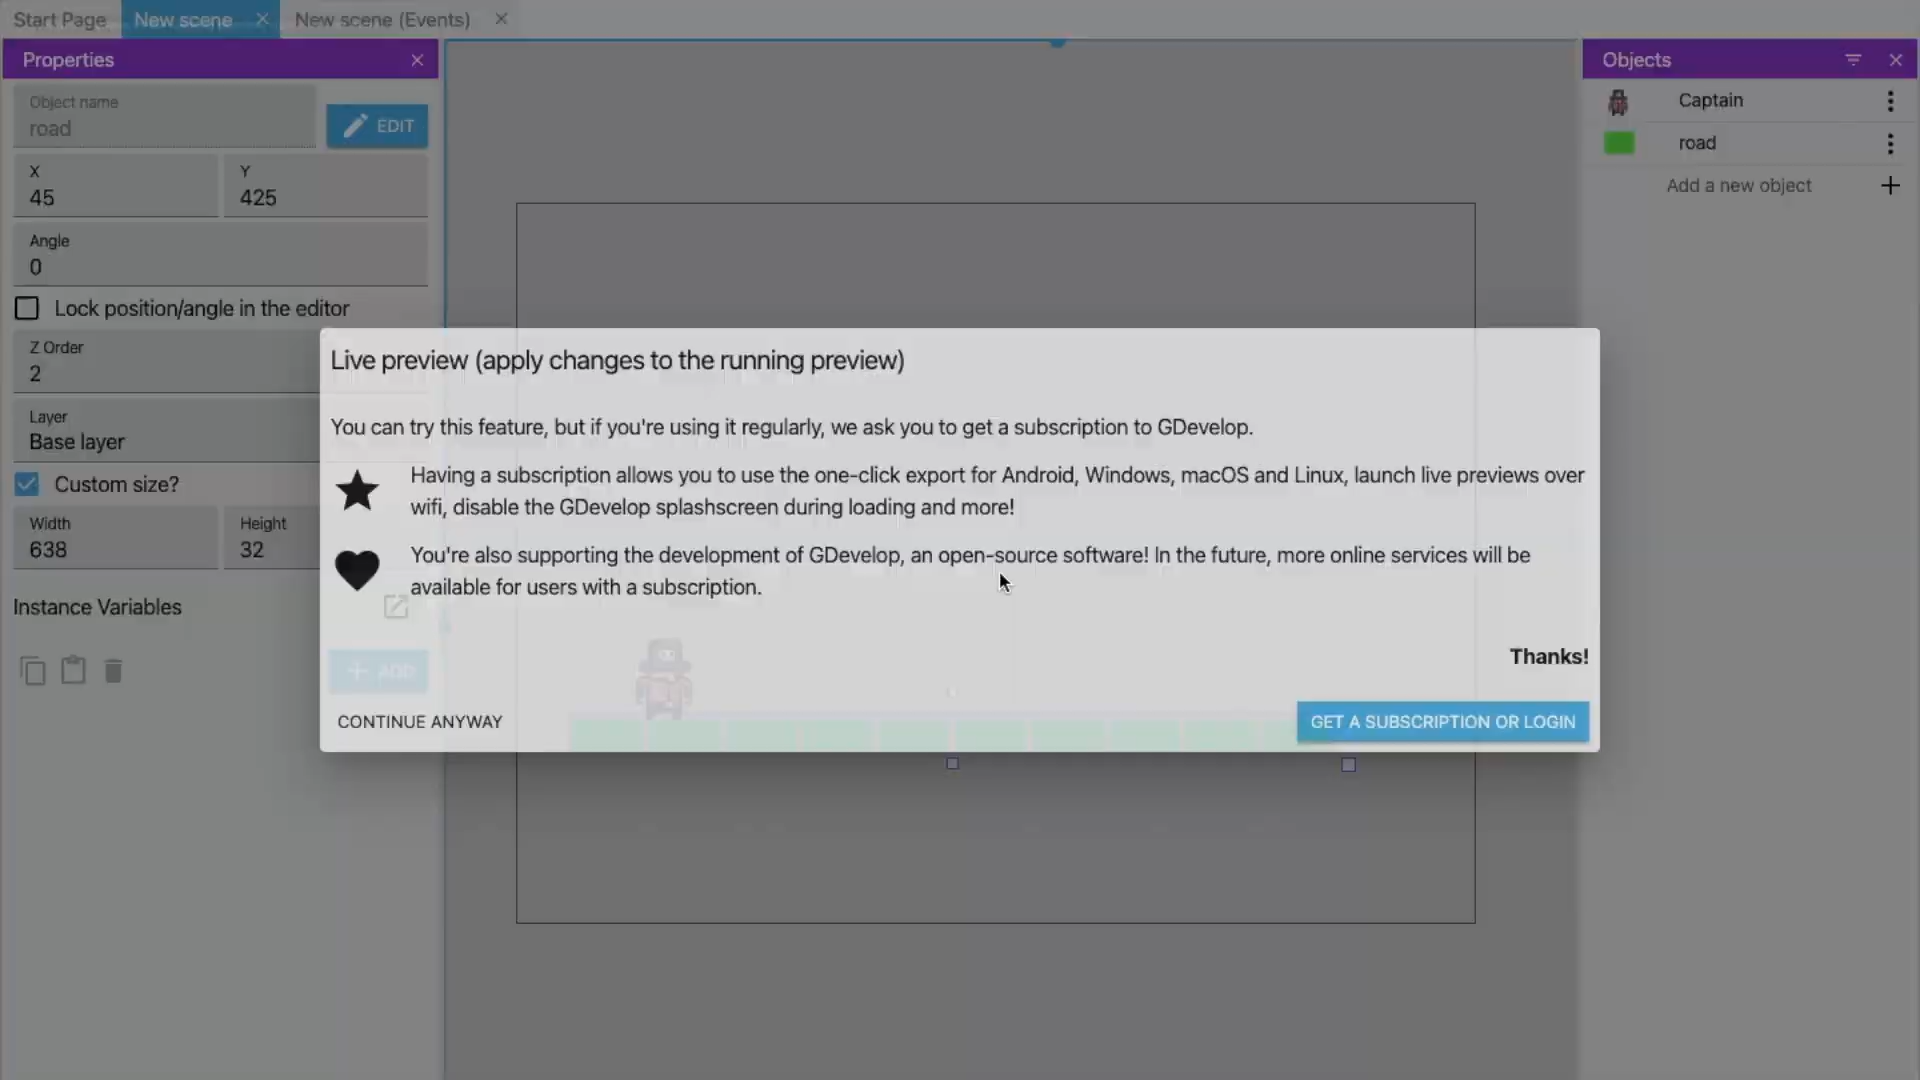 Start Page
New scene
New scene (Events)
Properties
Object name
road
EDIT
X
45
Y
425
Angle
0
Lock position/angle in the editor
Z Order
2
Layer
Base layer
Custom size?
Width
638
Height
32
Instance Variables
ADD
Live preview (apply changes to the running preview)
You can try this feature, but if you're using it regularly, we ask you to get a subscription to GDevelop.
Having a subscription allows you to use the one-click export for Android, Windows, macOS and Linux, launch live previews over
wifi, disable the GDevelop splashscreen during loading and more!
You're also supporting the development of GDevelop, an open-source software! In the future, more online services will be
available for users with a subscription.
Thanks!
CONTINUE ANYWAY
GET A SUBSCRIPTION OR LOGIN
Objects
Captain
road
Add a new object